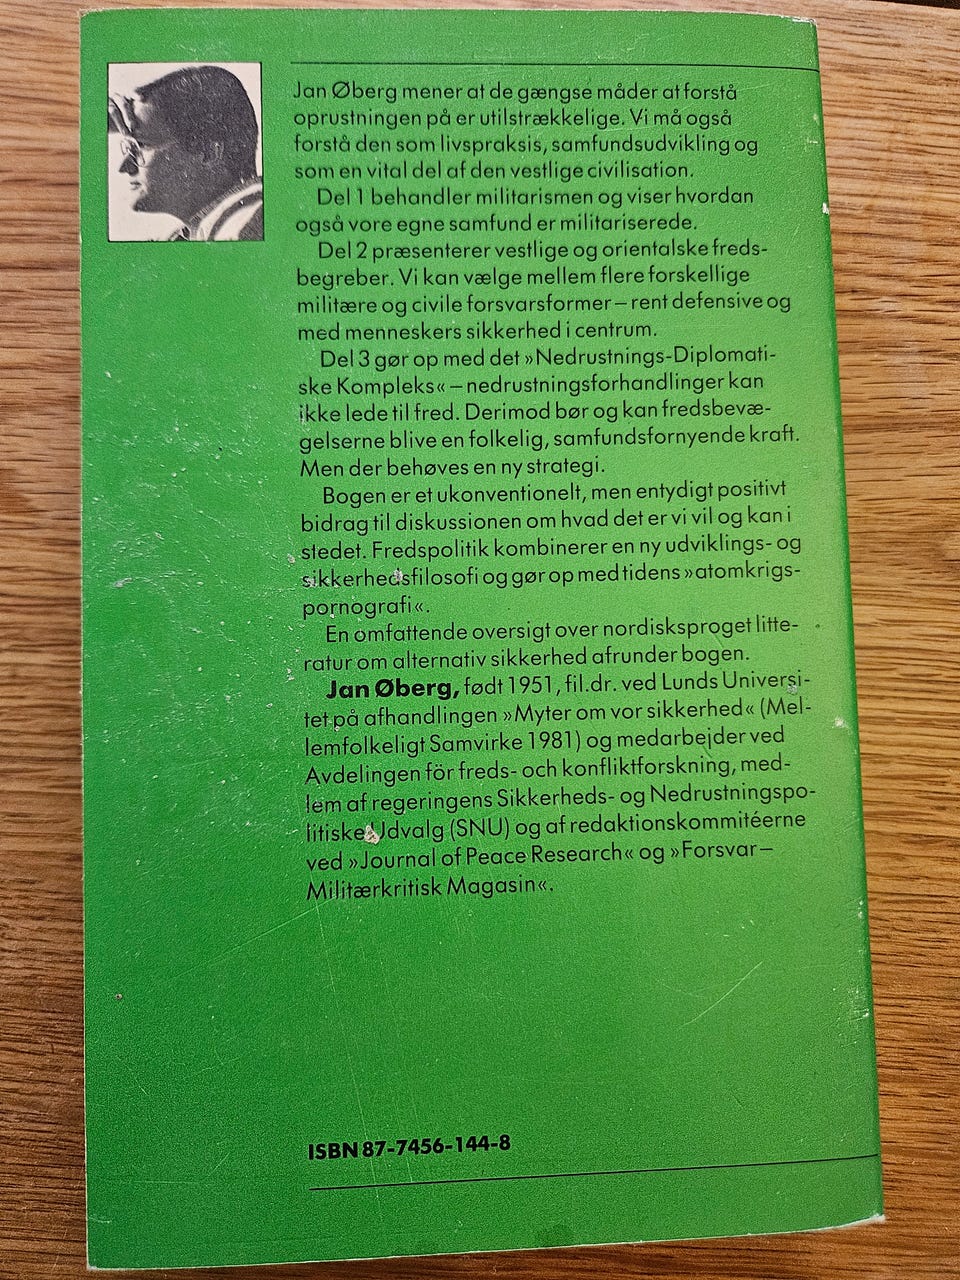 Jan Øberg mener at de gængse måder at forstå
oprustningen på er utilstrækkelige. Vi må også
forstå den som livspraksis, samfundsudvikling og
som en vital del af den vestlige civilisation.
Del 1 behandler militarismen og viser hvordan
også vore egne samfund er militariserede.
Del 2 præsenterer vestlige og orientalske freds-
begreber. Vi kan vælge mellem flere forskellige
militære og civile forsvarsformer – rent defensive og
med menneskers sikkerhed i centrum.
Del 3 gør op med det »Nedrustnings-Diplomati-
ske Kompleks« – nedrustningsforhandlinger kan
ikke lede til fred. Derimod bør og kan fredsbevæ-
gelserne blive en folkelig, samfundsfornyende kraft.
Men der behøves en ny strategi.
Bogen er et ukonventionelt, men entydigt positivt
bidrag til diskussionen om hvad det er vi vil og kan i
stedet. Fredspolitik kombinerer en ny udviklings- og
sikkerhedsfilosofi og gør op med tidens »atomkrigs-
pornografi«.
En omfattende oversigt over nordisksproget litte-
ratur om alternativ sikkerhed afrunder bogen.
Jan Øberg, født 1951, fil.dr. ved Lunds Universi-
tet på afhandlingen »Myter om vor sikkerhed« (Mel-
lemfolkeligt Samvirke 1981) og medarbejder ved
Avdelingen för freds- och konfliktforskning, med-
lem af regeringens Sikkerheds- og Nedrustningspo-
litiske Udvalg (SNU) og af redaktionskommitéerne
ved »Journal of Peace Research« og »Forsvar –
Militærkritisk Magasin«.
ISBN 87-7456-144-8